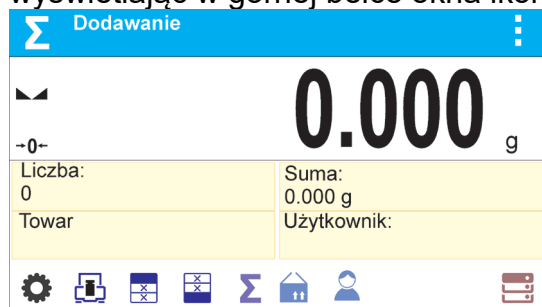 Σ Dodawanie
0.000 g
→0←
Liczba:
0
Suma:
0.000 g
Towar
Użytkownik:
Σ